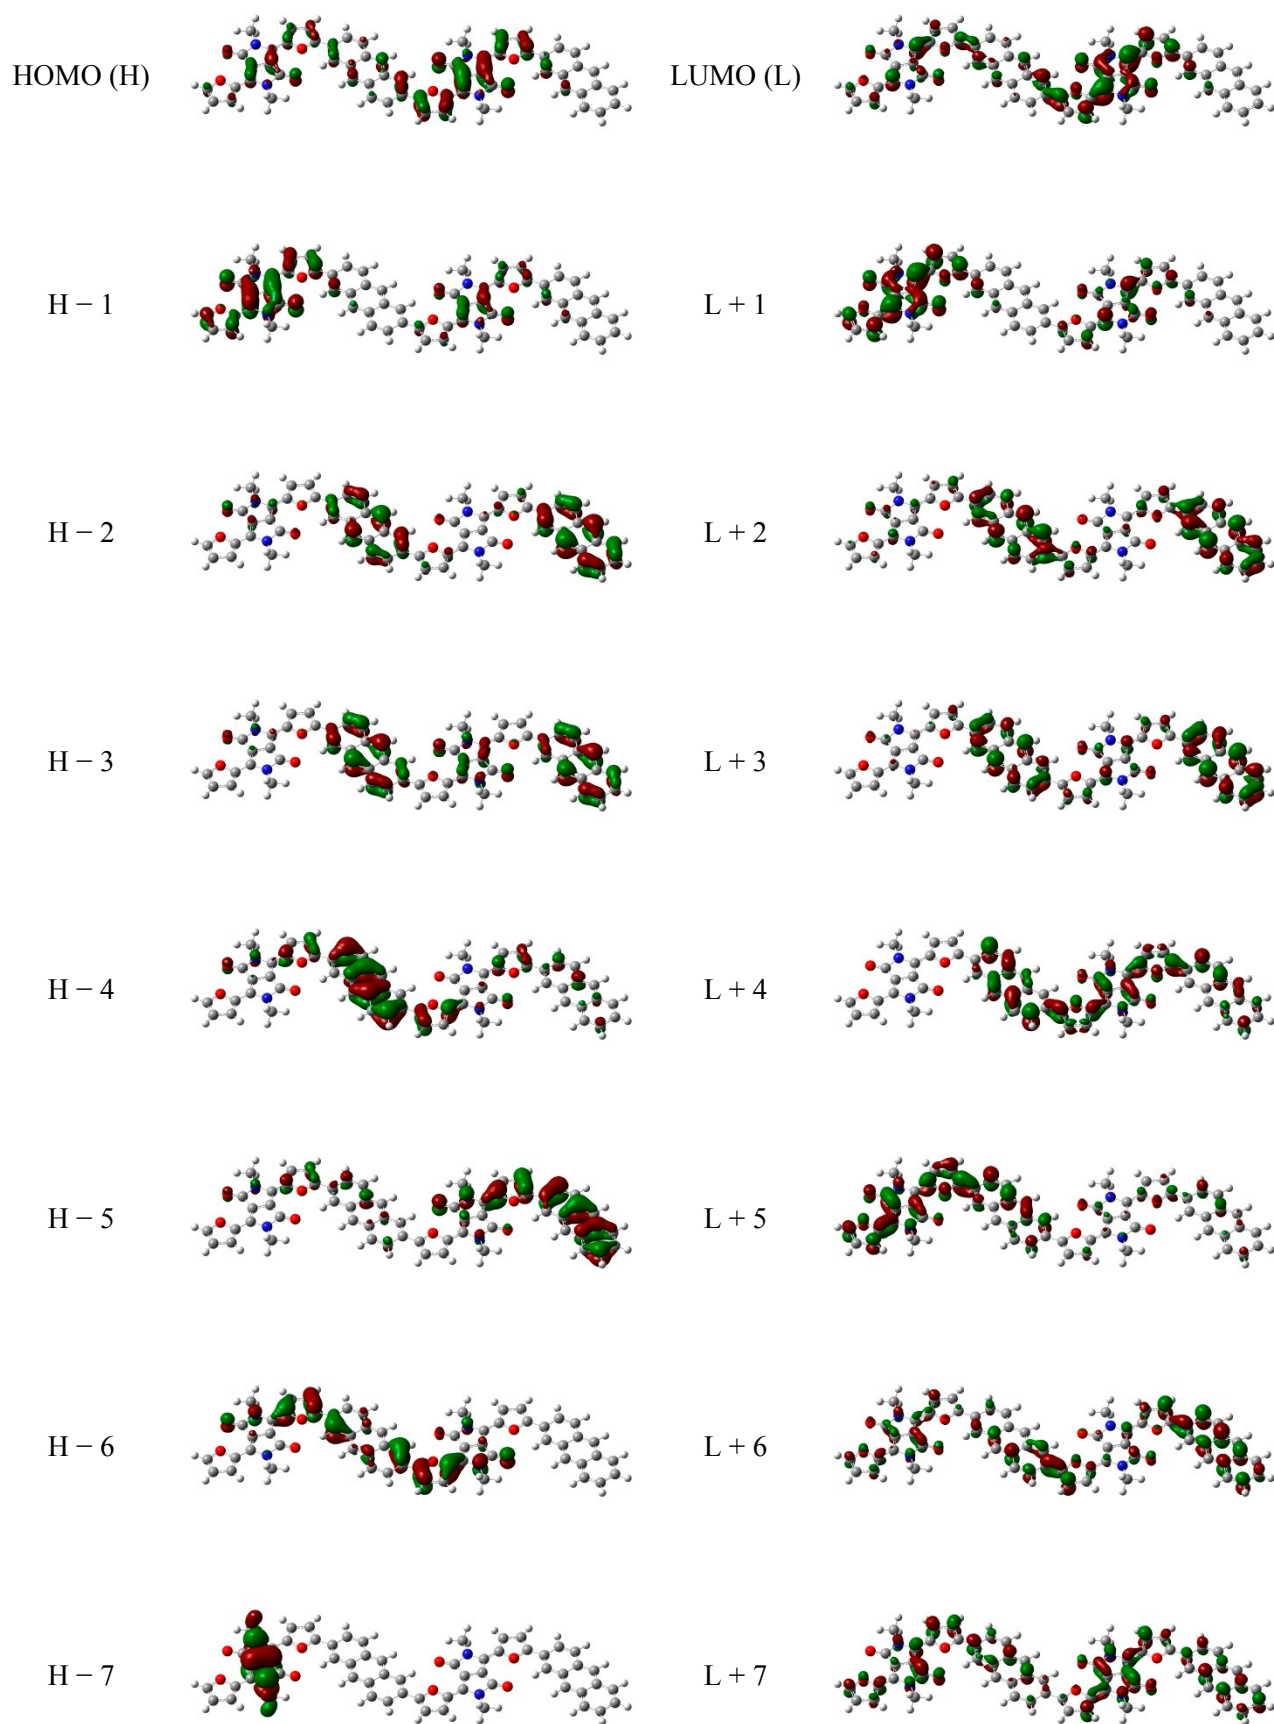 HOMO (H) LUMO (L)
H − 1 L + 1
H − 2 L + 2
H − 3 L + 3
H − 4 L + 4
H − 5 L + 5
H − 6 L + 6
H − 7 L + 7